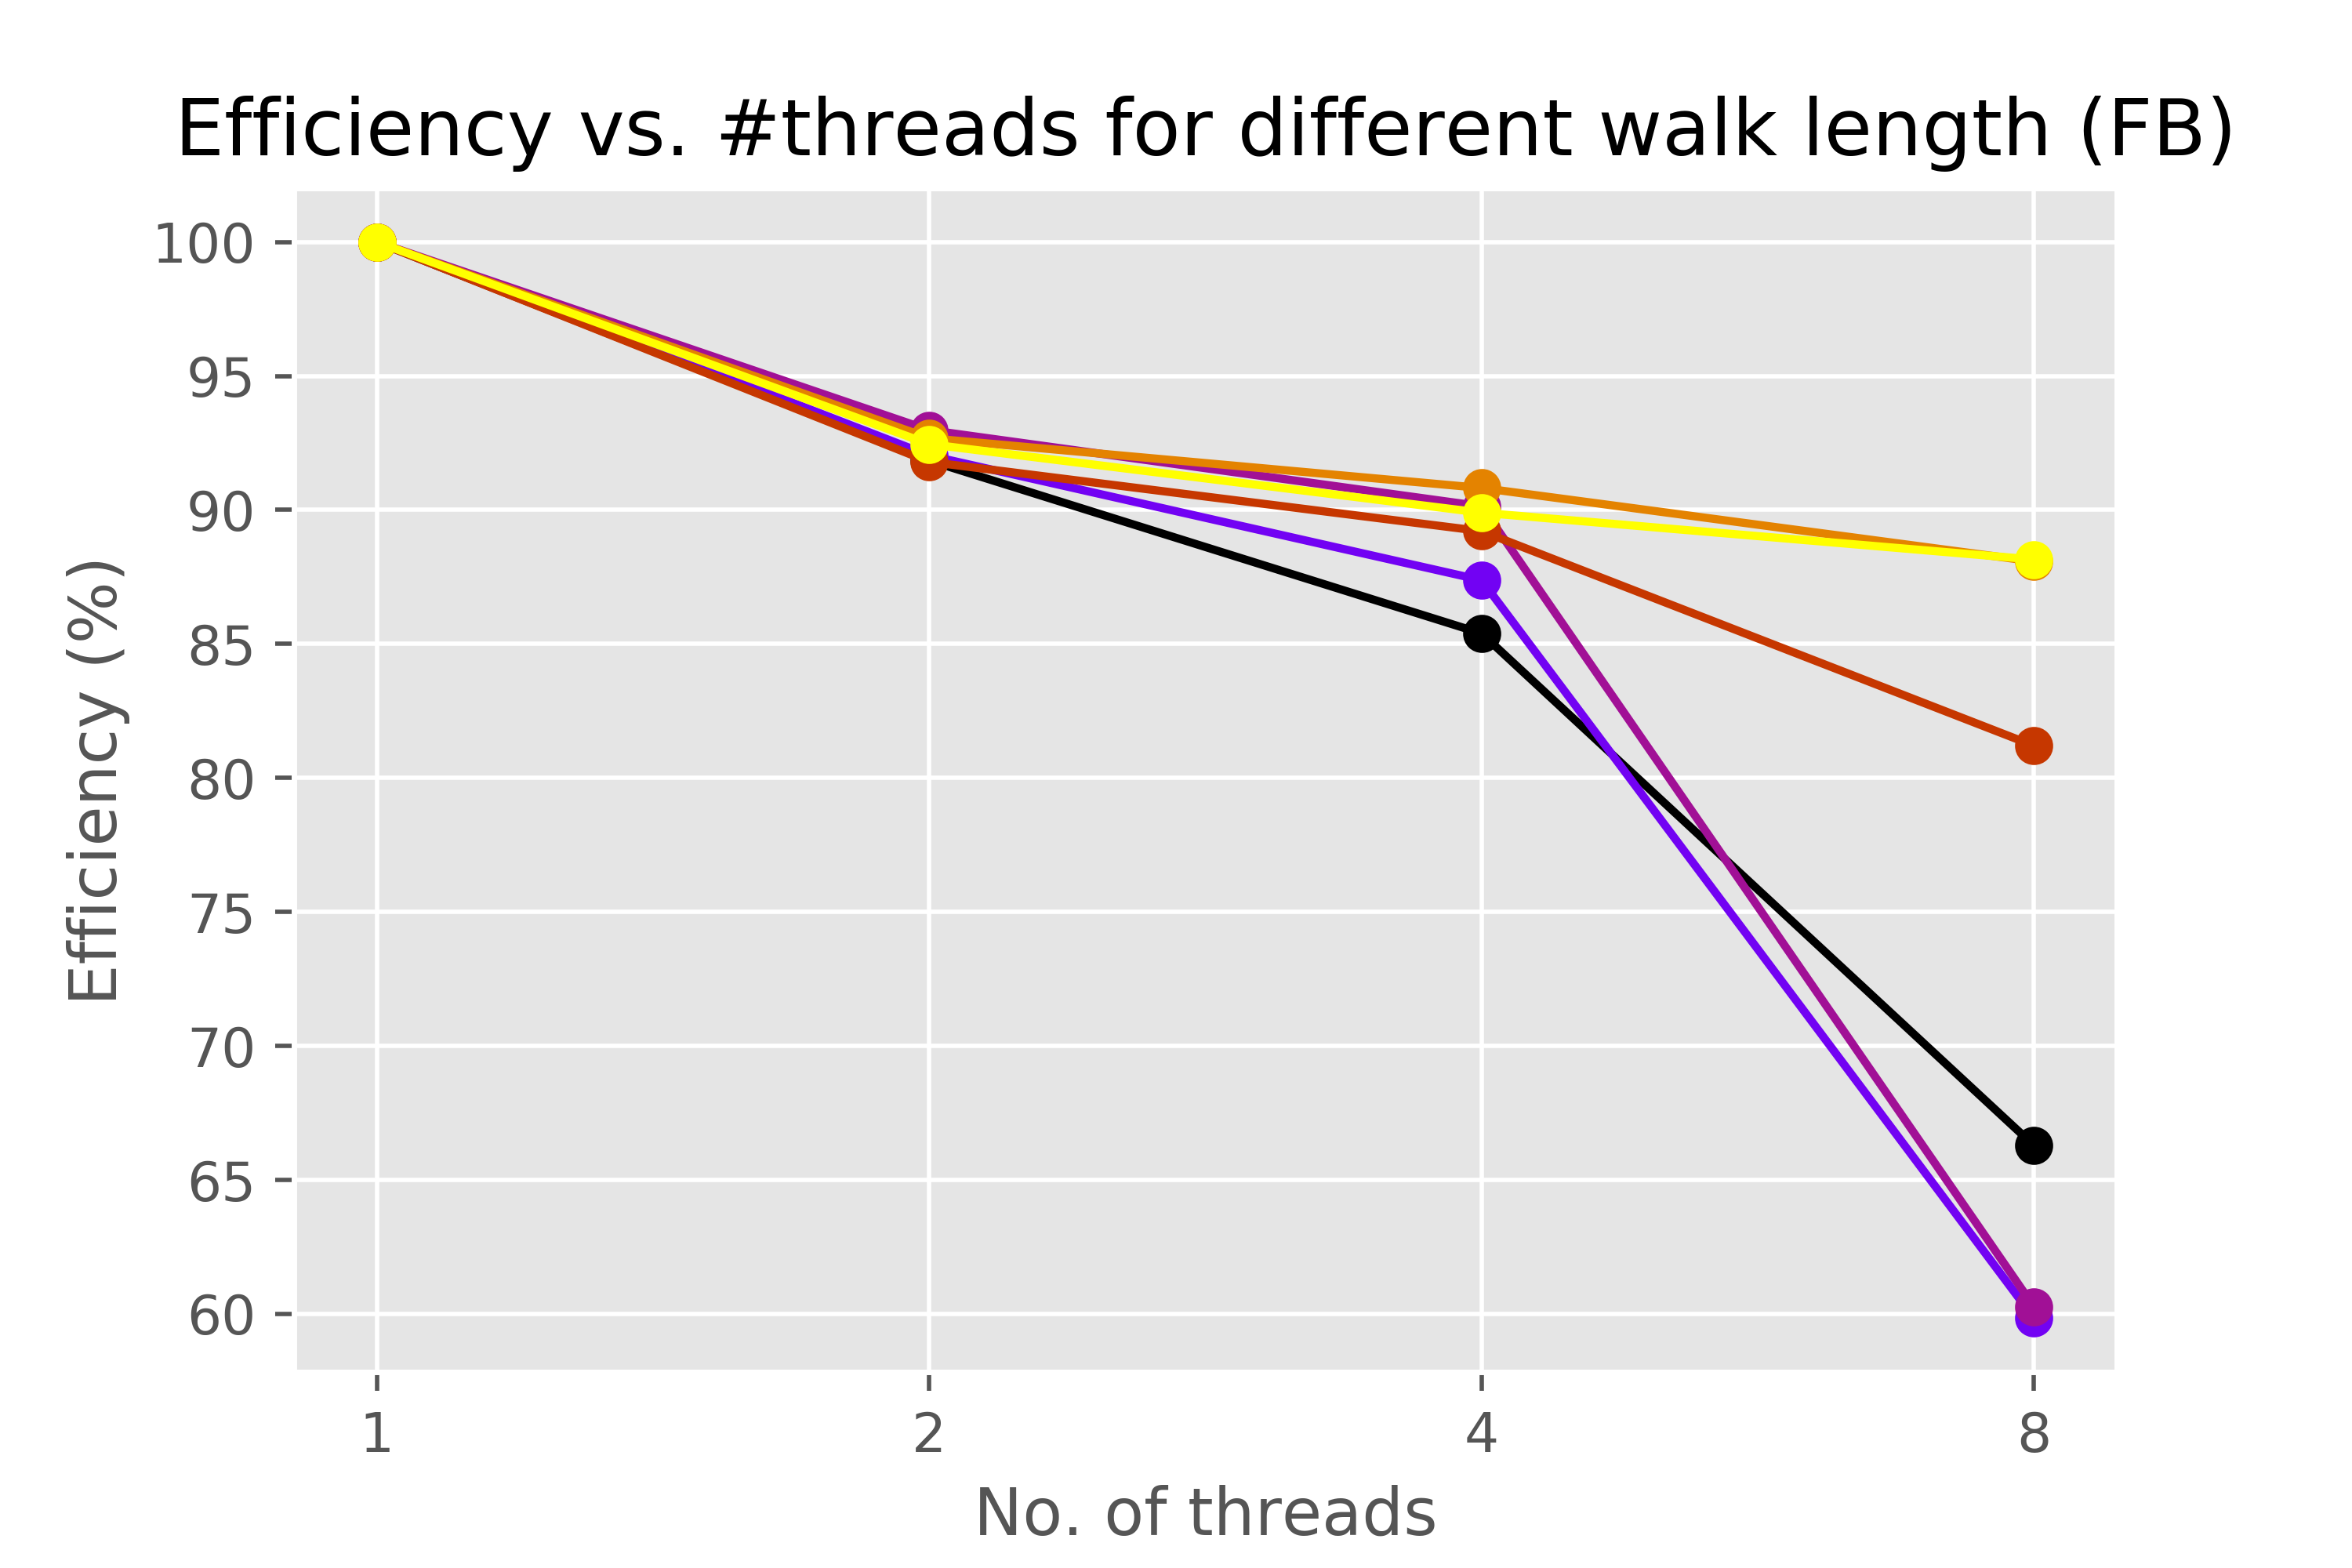 Efficiency vs. #threads for different walk length (FB)
100
95
90
85
80
75
70
65
60
Efficiency (%)
1 2 4 8
No. of threads